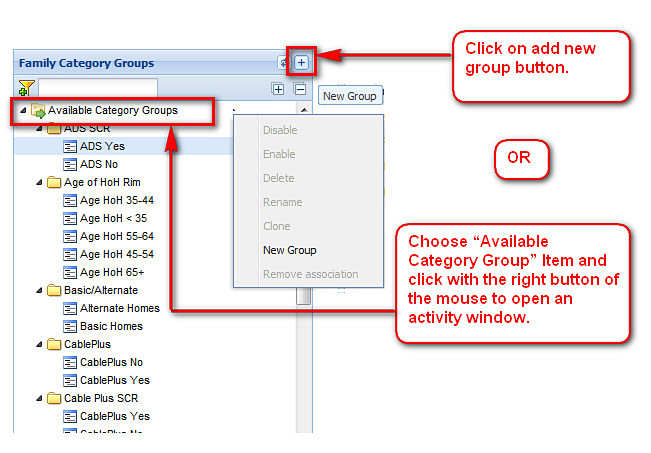 Family Category Groups
Click on add new
group button.
New Group
Available Category Groups
ADS SCR
ADS Yes
ADS No
Age of HoH Rim
Age HoH 35-44
Age HoH < 35
Age HoH 55-64
Age HoH 45-54
Age HoH 65+
Basic/Alternate
Alternate Homes
Basic Homes
CablePlus
CablePlus No
CablePlus Yes
Cable Plus SCR
CablePlus Yes
CablePlus No
Disable
Enable
Delete
Rename
Clone
New Group
Remove association
OR
Choose “Available
Category Group” Item and
click with the right button of
the mouse to open an
activity window.